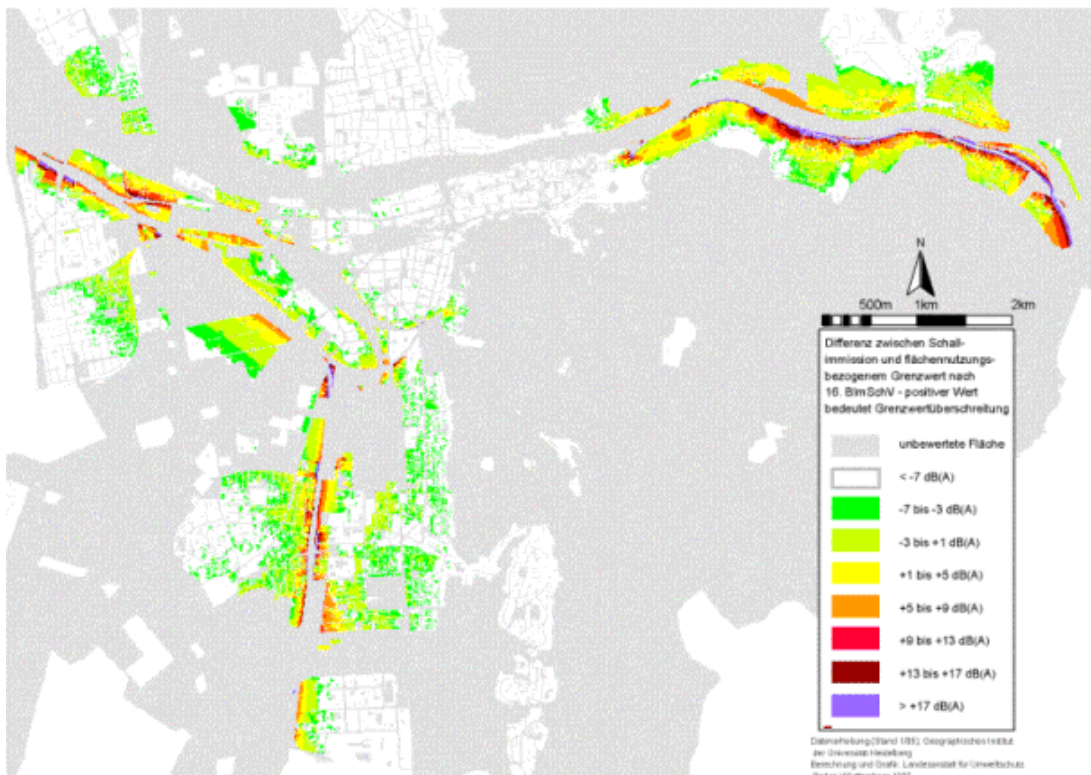 N
500m 1km 2km
Differenz zwischen Schall-
immission und flächennutzungs-
bezogenem Grenzwert nach
16. BImSchV - positiver Wert
bedeutet Grenzwertüberschreitung
unbewertete Fläche
< -7 dB(A)
-7 bis -3 dB(A)
-3 bis +1 dB(A)
+1 bis +5 dB(A)
+5 bis +9 dB(A)
+9 bis +13 dB(A)
+13 bis +17 dB(A)
> +17 dB(A)
Datenerhebung (Stand 1/95): Geographisches Institut
der Universität Heidelberg
Berechnung und Grafik: Landesanstalt für Umweltschutz
Baden-Württemberg